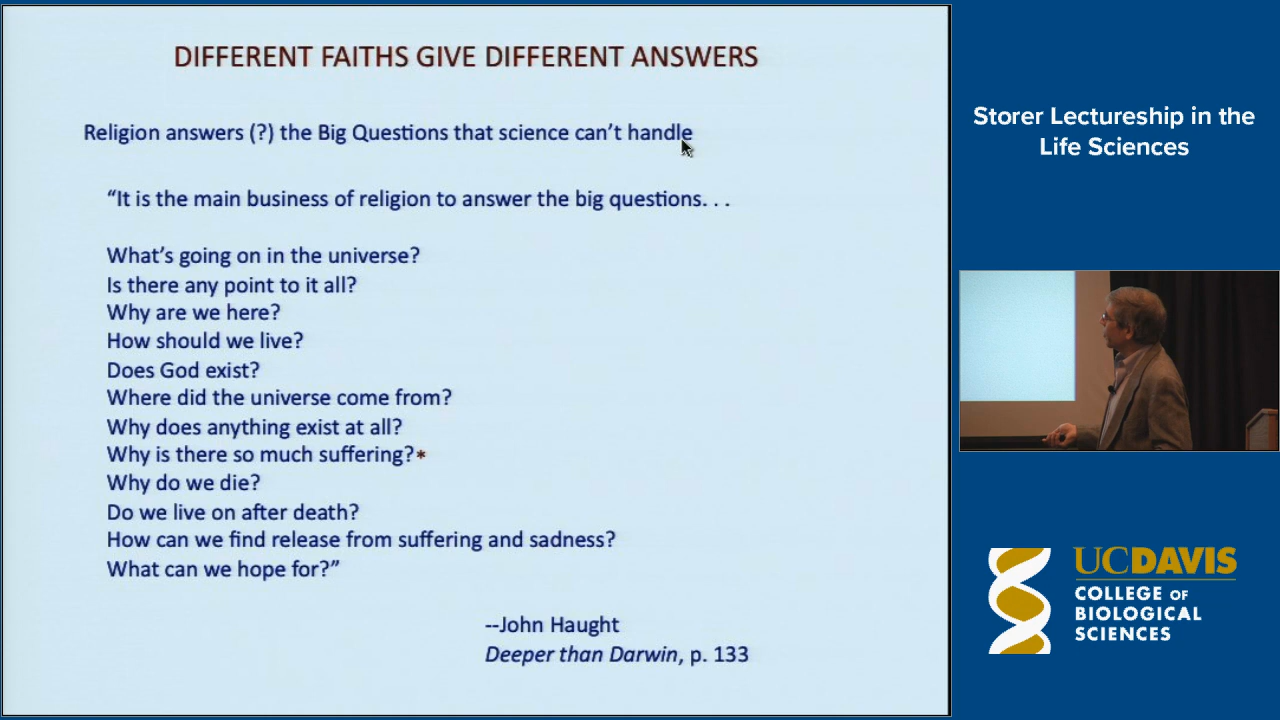 DIFFERENT FAITHS GIVE DIFFERENT ANSWERS
Religion answers (?) the Big Questions that science can’t handle
“It is the main business of religion to answer the big questions. . .
What’s going on in the universe?
Is there any point to it all?
Why are we here?
How should we live?
Does God exist?
Where did the universe come from?
Why does anything exist at all?
Why is there so much suffering?*
Why do we die?
Do we live on after death?
How can we find release from suffering and sadness?
What can we hope for?”
--John Haught
Deeper than Darwin, p. 133
Storer Lectureship in the
Life Sciences
UCDAVIS
COLLEGE OF
BIOLOGICAL
SCIENCES